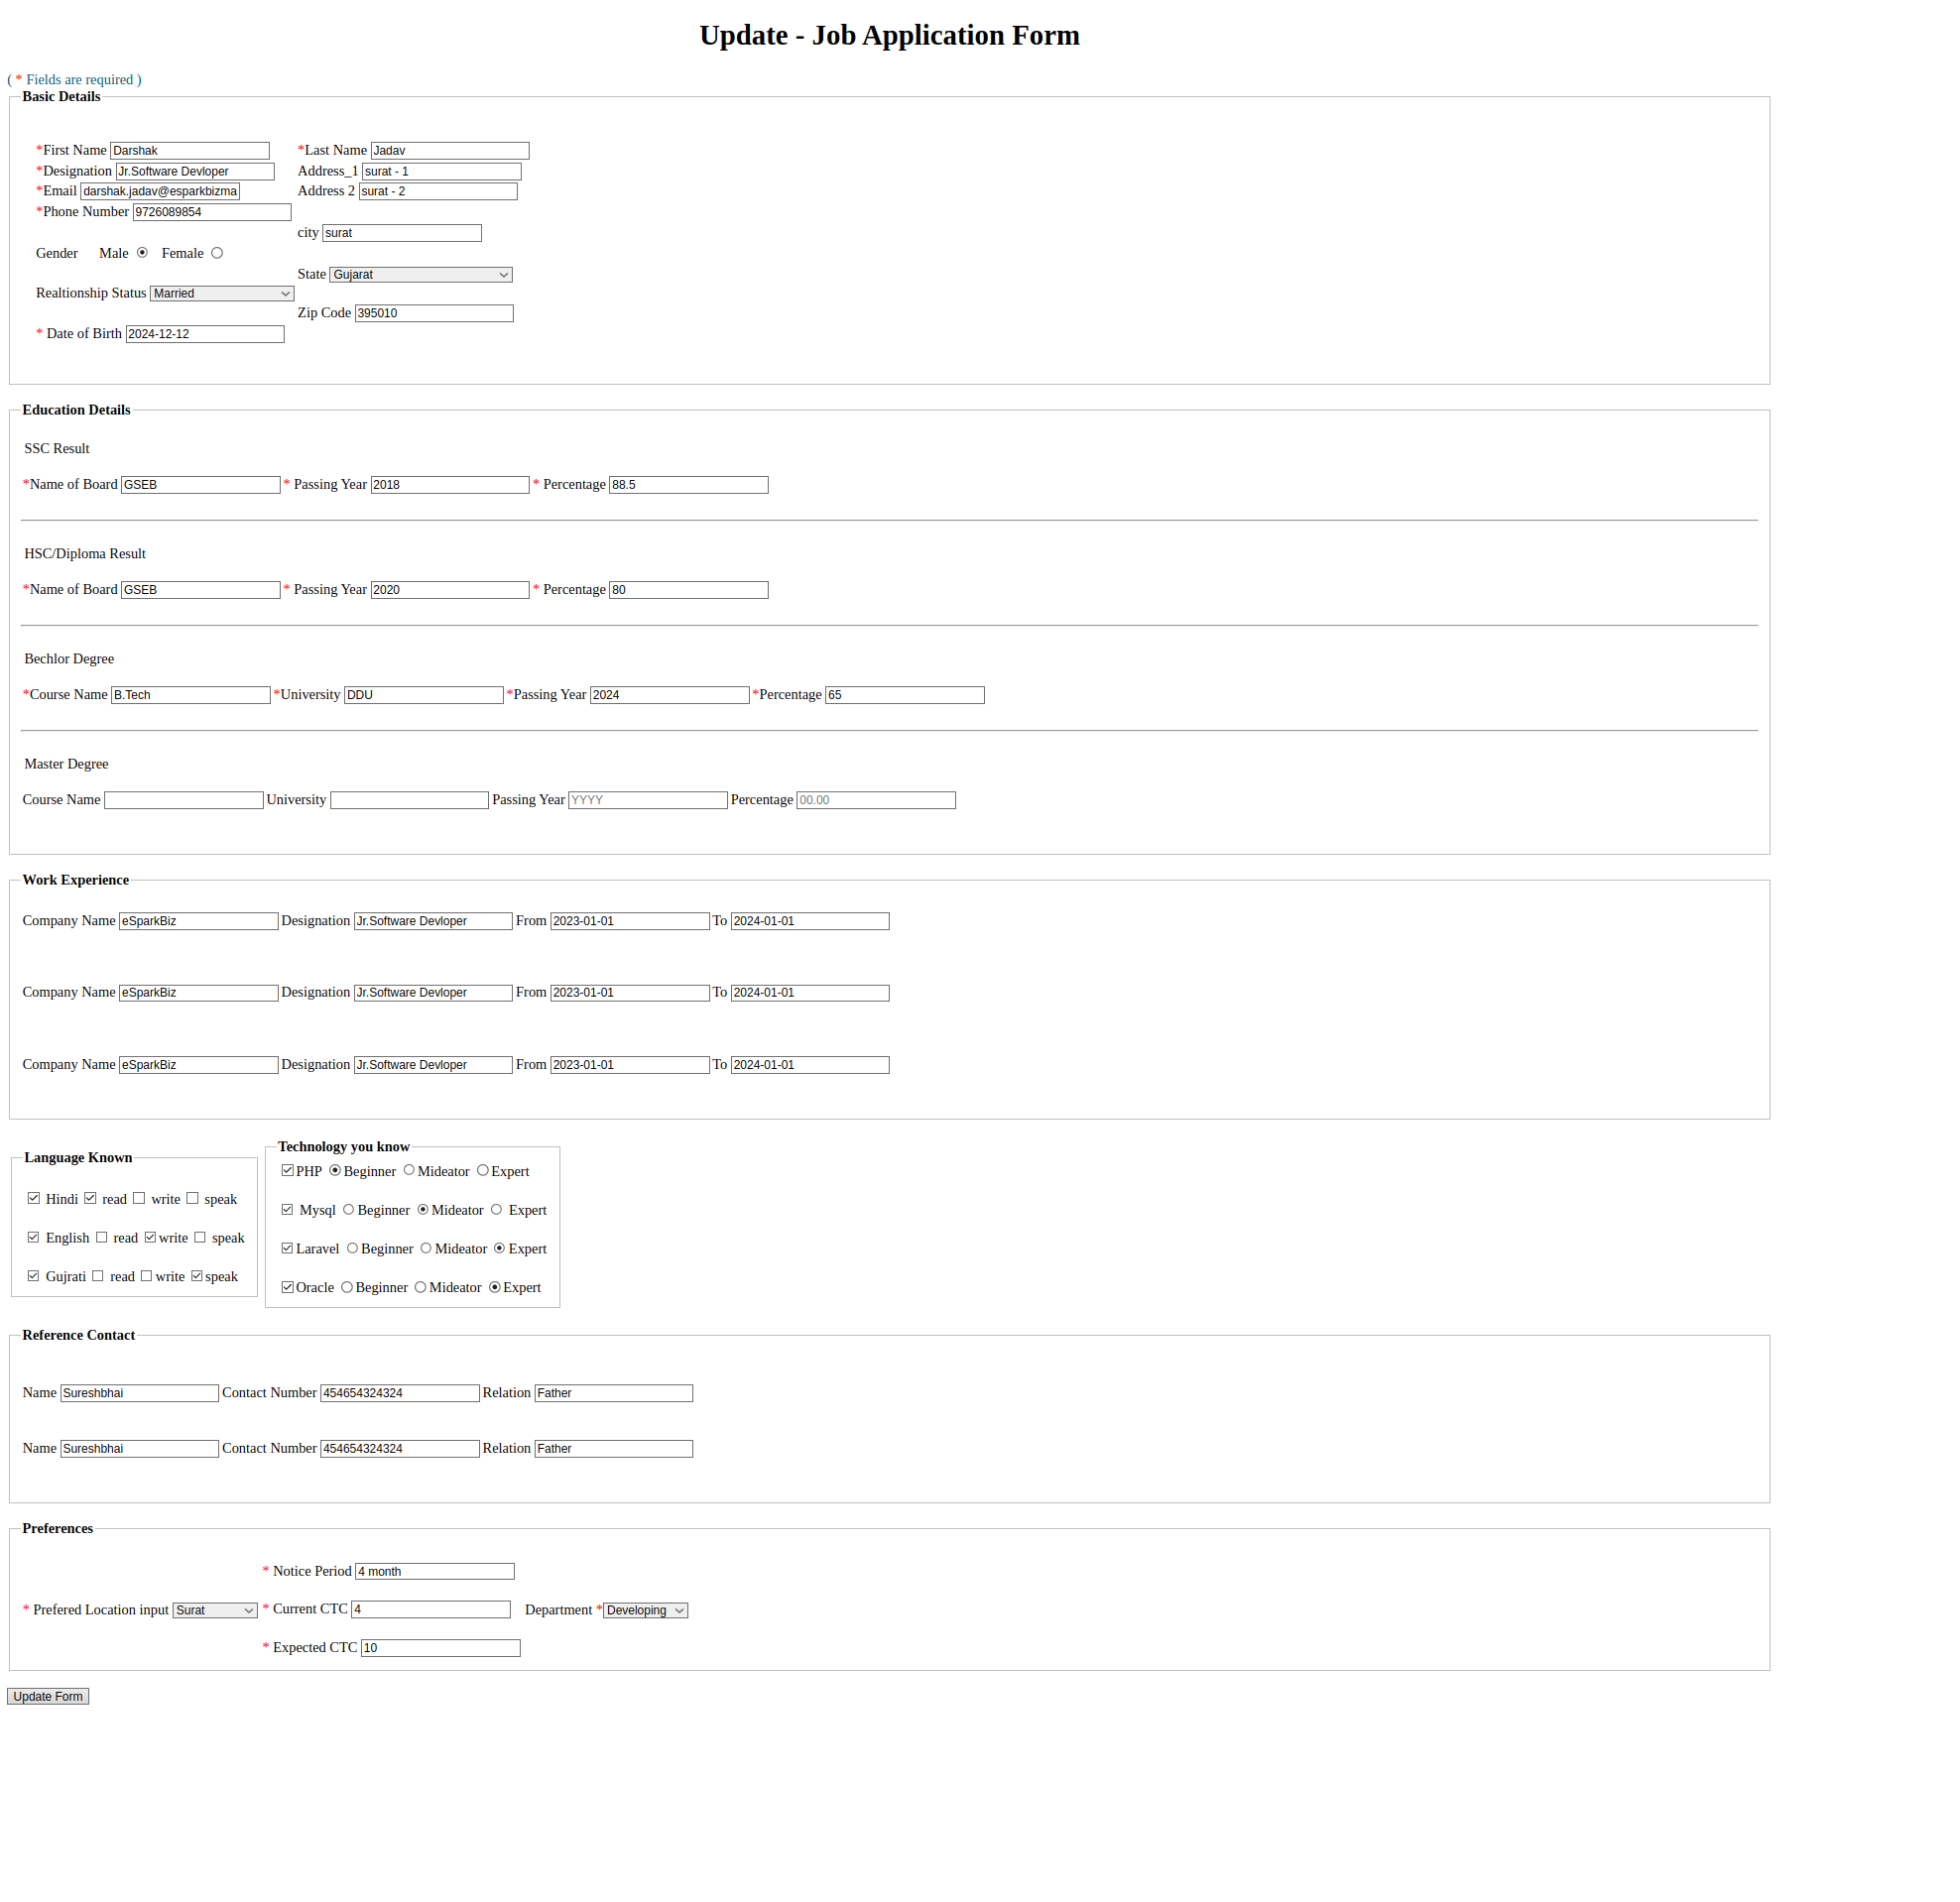 Update - Job Application Form
( * Fields are required )
Basic Details
*First Name Darshak *Last Name Jadav
*Designation Jr.Software Devloper Address_1 surat - 1
*Email darshak.jadav@esparkbizma Address 2 surat - 2
*Phone Number 9726089854
city surat
Gender Male Female
State Gujarat
Realtionship Status Married
Zip Code 395010
* Date of Birth 2024-12-12
Education Details
SSC Result
*Name of Board GSEB * Passing Year 2018 * Percentage 88.5
HSC/Diploma Result
*Name of Board GSEB * Passing Year 2020 * Percentage 80
Bechlor Degree
*Course Name B.Tech *University DDU *Passing Year 2024 *Percentage 65
Master Degree
Course Name University Passing Year YYYY Percentage 00.00
Work Experience
Company Name eSparkBiz Designation Jr.Software Devloper From 2023-01-01 To 2024-01-01
Company Name eSparkBiz Designation Jr.Software Devloper From 2023-01-01 To 2024-01-01
Company Name eSparkBiz Designation Jr.Software Devloper From 2023-01-01 To 2024-01-01
Language Known
Hindi read write speak
English read write speak
Gujrati read write speak
Technology you know
PHP Beginner Mideator Expert
Mysql Beginner Mideator Expert
Laravel Beginner Mideator Expert
Oracle Beginner Mideator Expert
Reference Contact
Name Sureshbhai Contact Number 454654324324 Relation Father
Name Sureshbhai Contact Number 454654324324 Relation Father
Preferences
* Notice Period 4 month
* Prefered Location input Surat * Current CTC 4 Department *Developing
* Expected CTC 10
Update Form